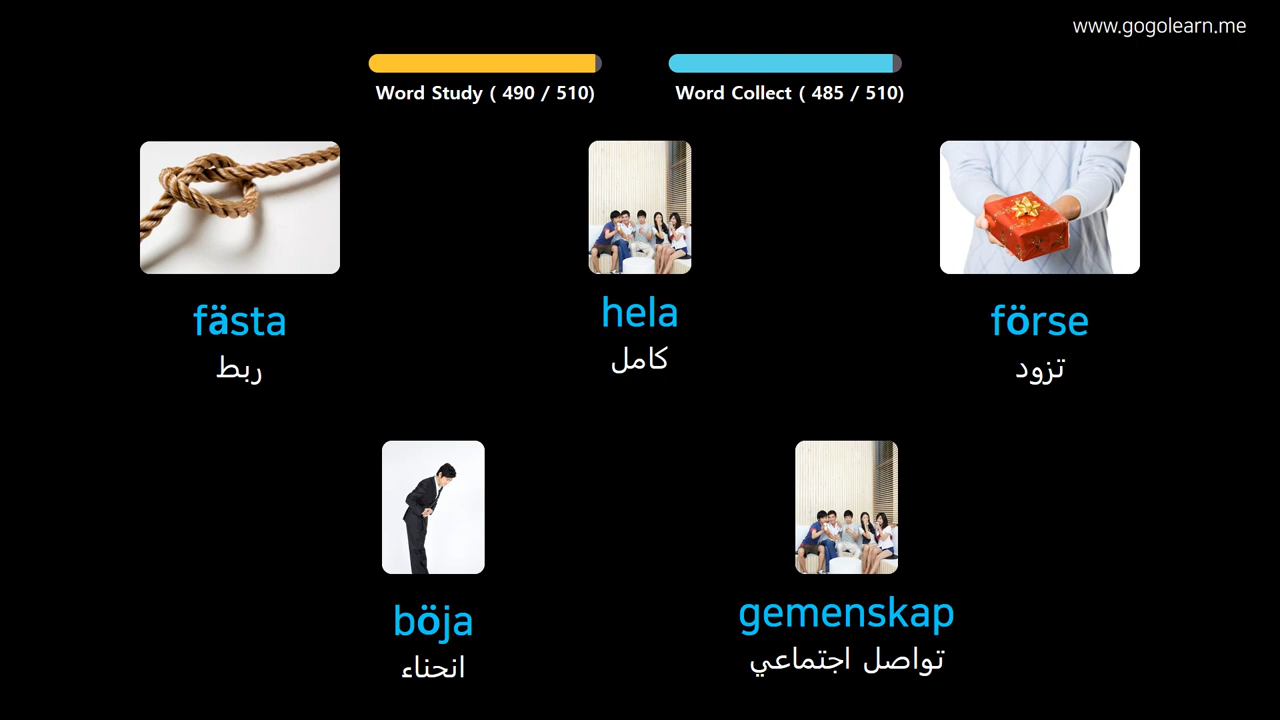 www.gogolearn.me
Word Study ( 490 / 510)
Word Collect ( 485 / 510)
fästa
ربط
hela
كامل
förse
تزود
böja
انحناء
gemenskap
تواصل اجتماعي